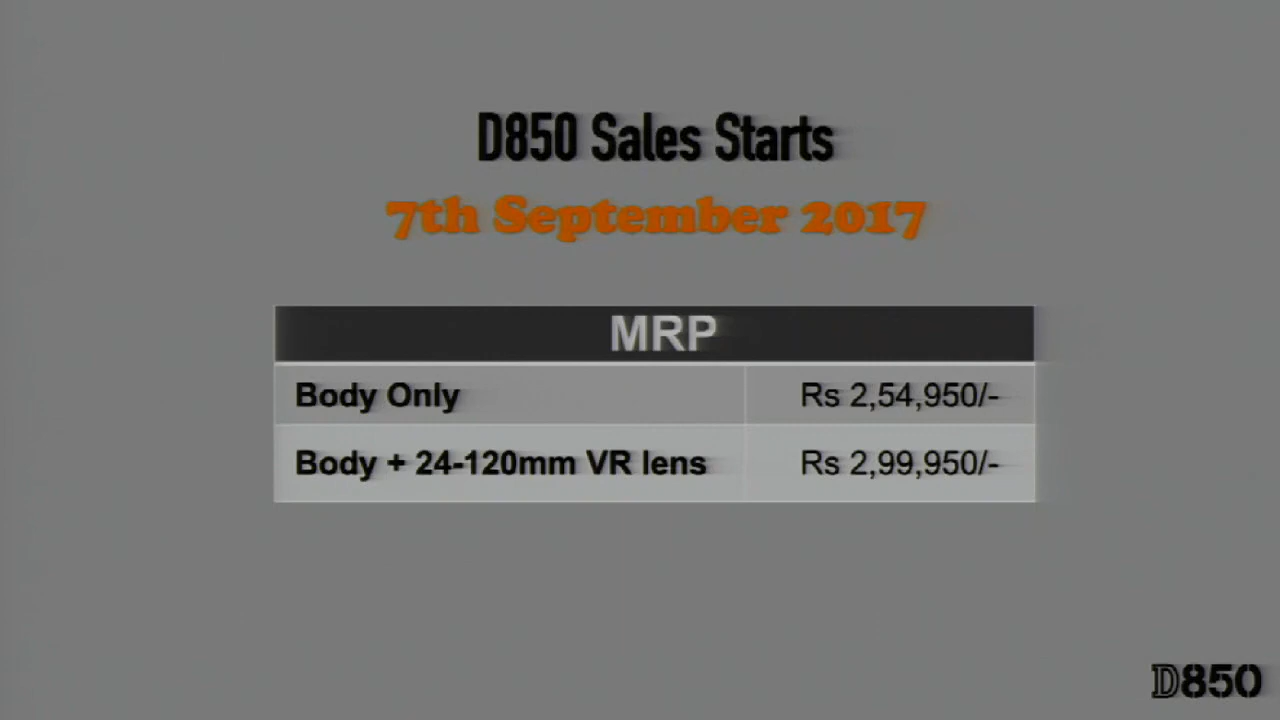 D850 Sales Starts
7th September 2017
MRP
Body Only Rs 2,54,950/-
Body + 24-120mm VR lens Rs 2,99,950/-
D850